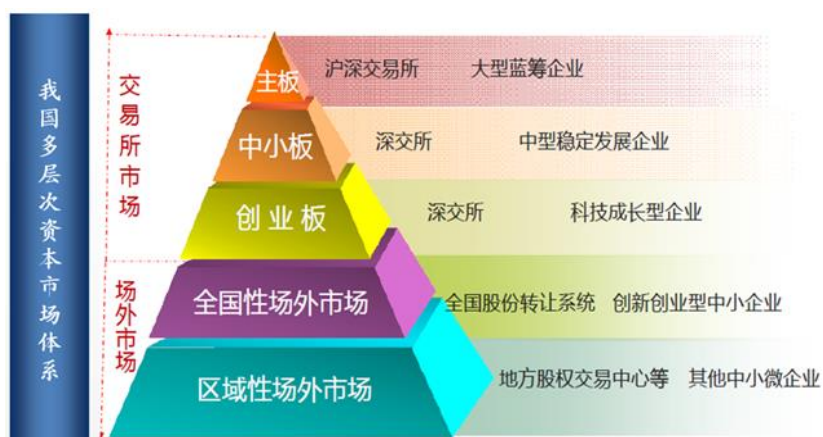 我国多层次资本市场体系
交易所市场
场外市场
主板 沪深交易所 大型蓝筹企业
中小板 深交所 中型稳定发展企业
创业板 深交所 科技成长型企业
全国性场外市场 全国股份转让系统 创新创业型中小企业
区域性场外市场 地方股权交易中心等 其他中小微企业